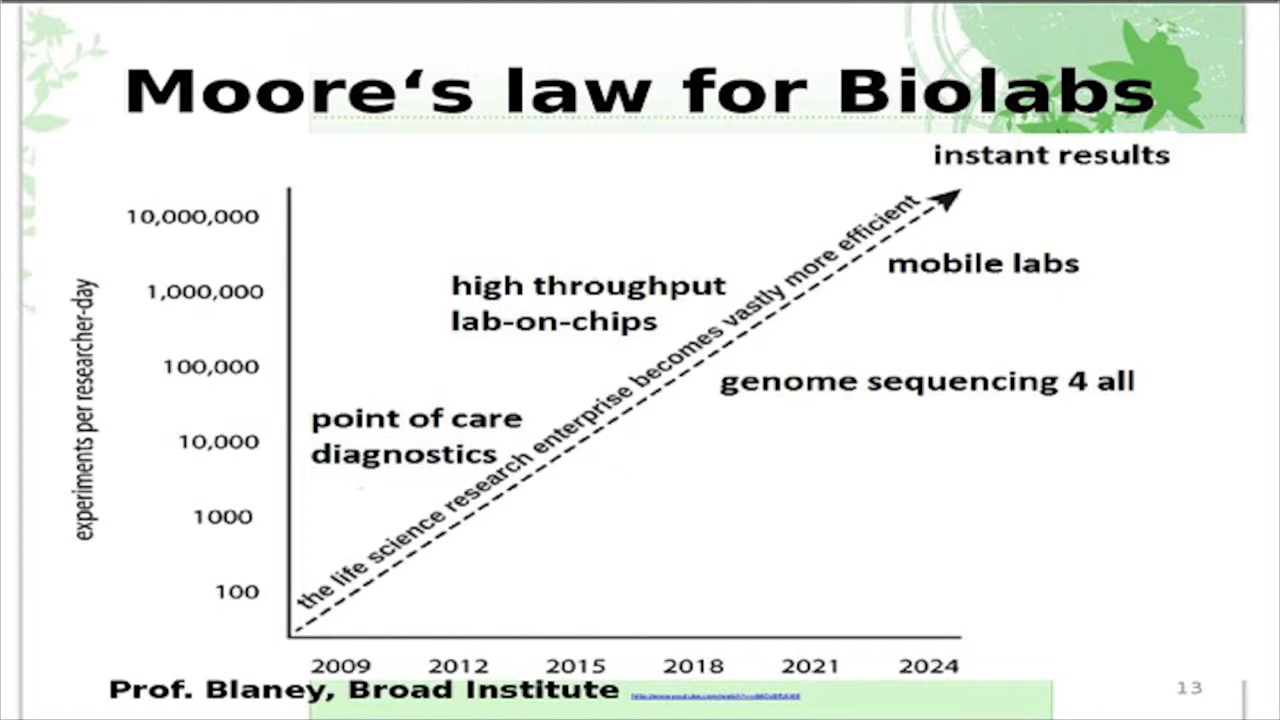 Moore‘s law for Biolabs
instant results
10,000,000
1,000,000
100,000
10,000
1000
100
experiments per researcher-day
mobile labs
high throughput
lab-on-chips
genome sequencing 4 all
point of care
diagnostics
the life science research enterprise becomes vastly more efficient
2009 2012 2015 2018 2021 2024
Prof. Blaney, Broad Institute
13